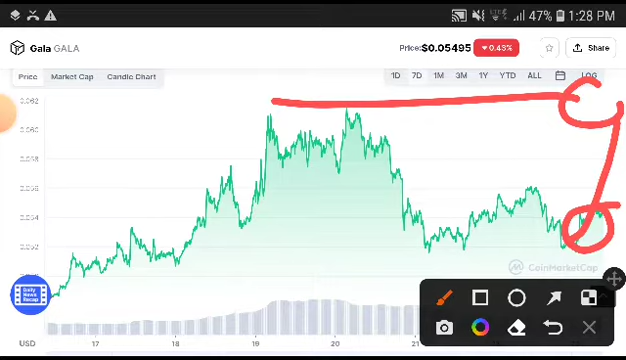 47% 1:28 PM
Gala GALA Price: $0.05495 ▼0.43% Share
Price Market Cap Candle Chart 1D 7D 1M 3M 1Y YTD ALL LOG
0.062
0.060
0.058
0.056
0.054
0.052
CoinMarketCap
Daily
News
Recap
USD 17 18 19 20 21 22